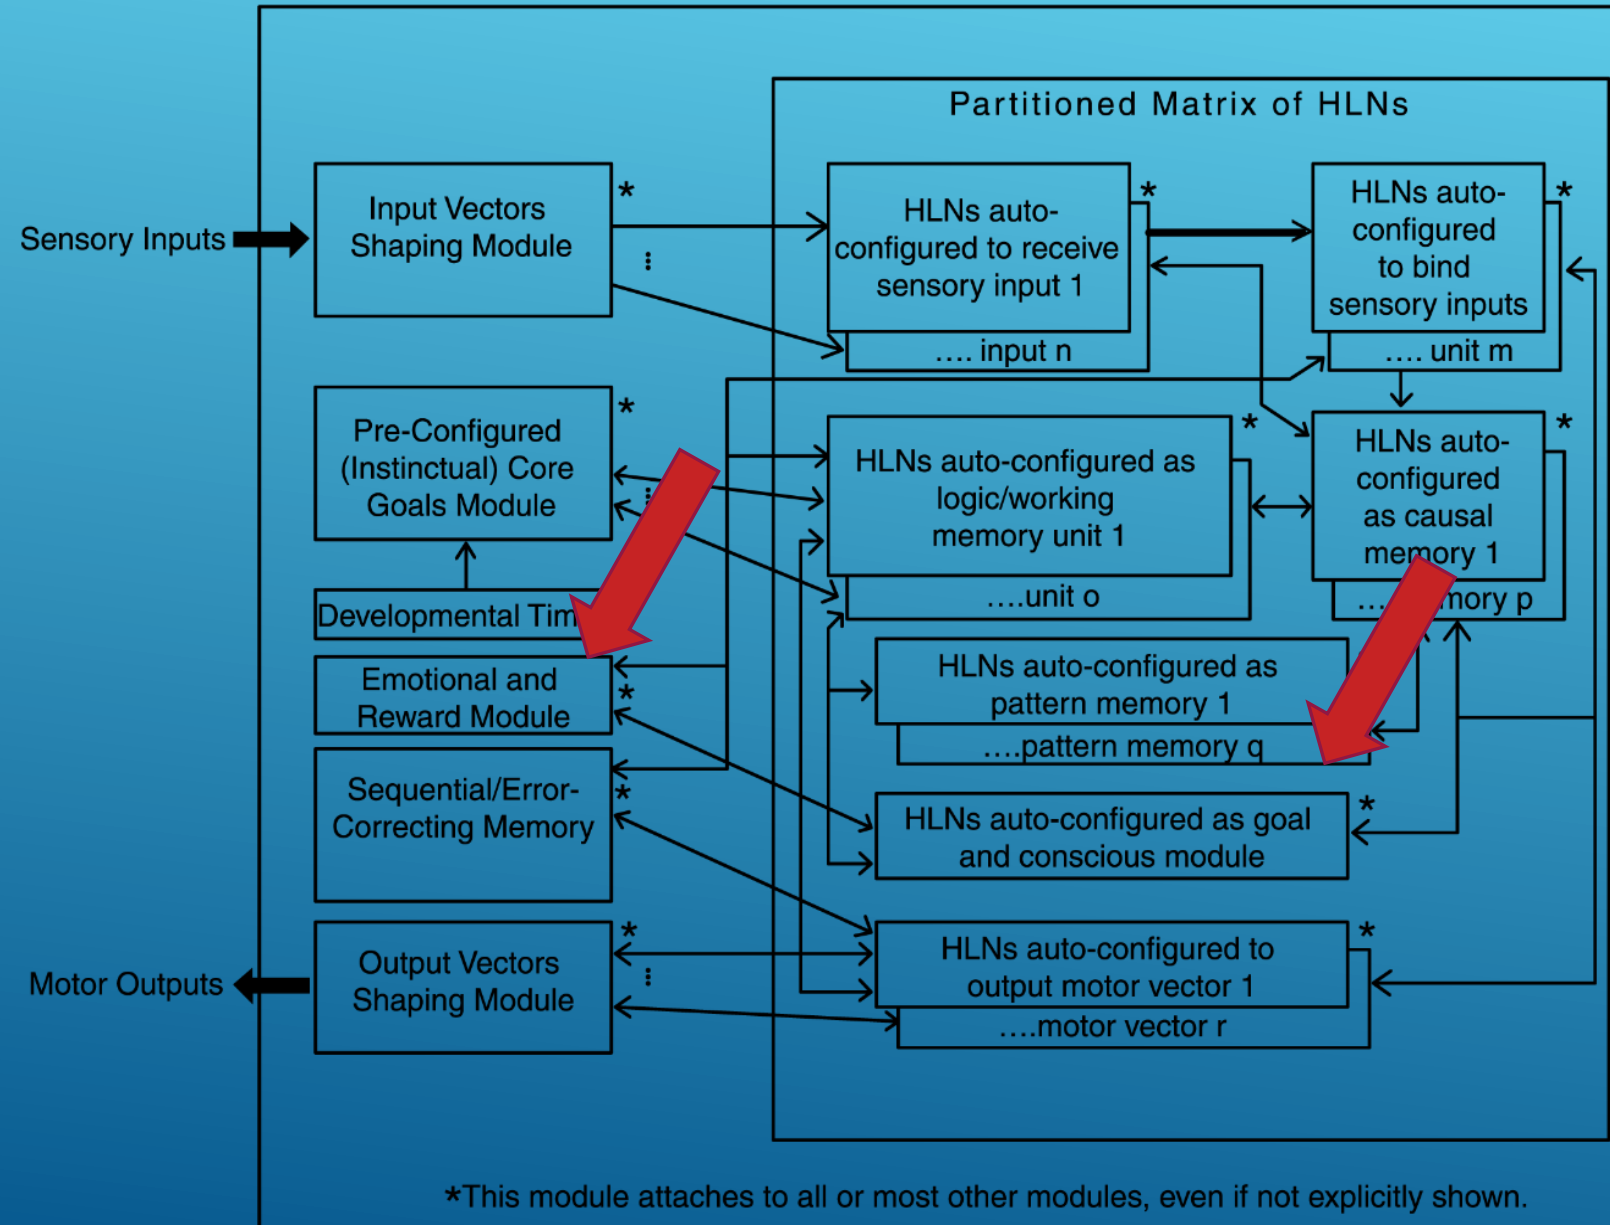 Partitioned Matrix of HLNs
Sensory Inputs
Input Vectors
Shaping Module
*
⋮
HLNs auto-
configured to receive
sensory input 1
*
.... input n
HLNs auto-
configured
to bind
sensory inputs
*
.... unit m
Pre-Configured
(Instinctual) Core
Goals Module
*
HLNs auto-configured as
logic/working
memory unit 1
*
....unit o
HLNs auto-
configured
as causal
memory 1
*
p
Developmental
Emotional and
Reward Module
*
HLNs auto-configured as
pattern memory 1
....pattern memory q
Sequential/Error-
Correcting Memory
*
HLNs auto-configured as goal
and conscious module
*
Motor Outputs
Output Vectors
Shaping Module
*
⋮
HLNs auto-configured to
output motor vector 1
*
....motor vector r
*This module attaches to all or most other modules, even if not explicitly shown.